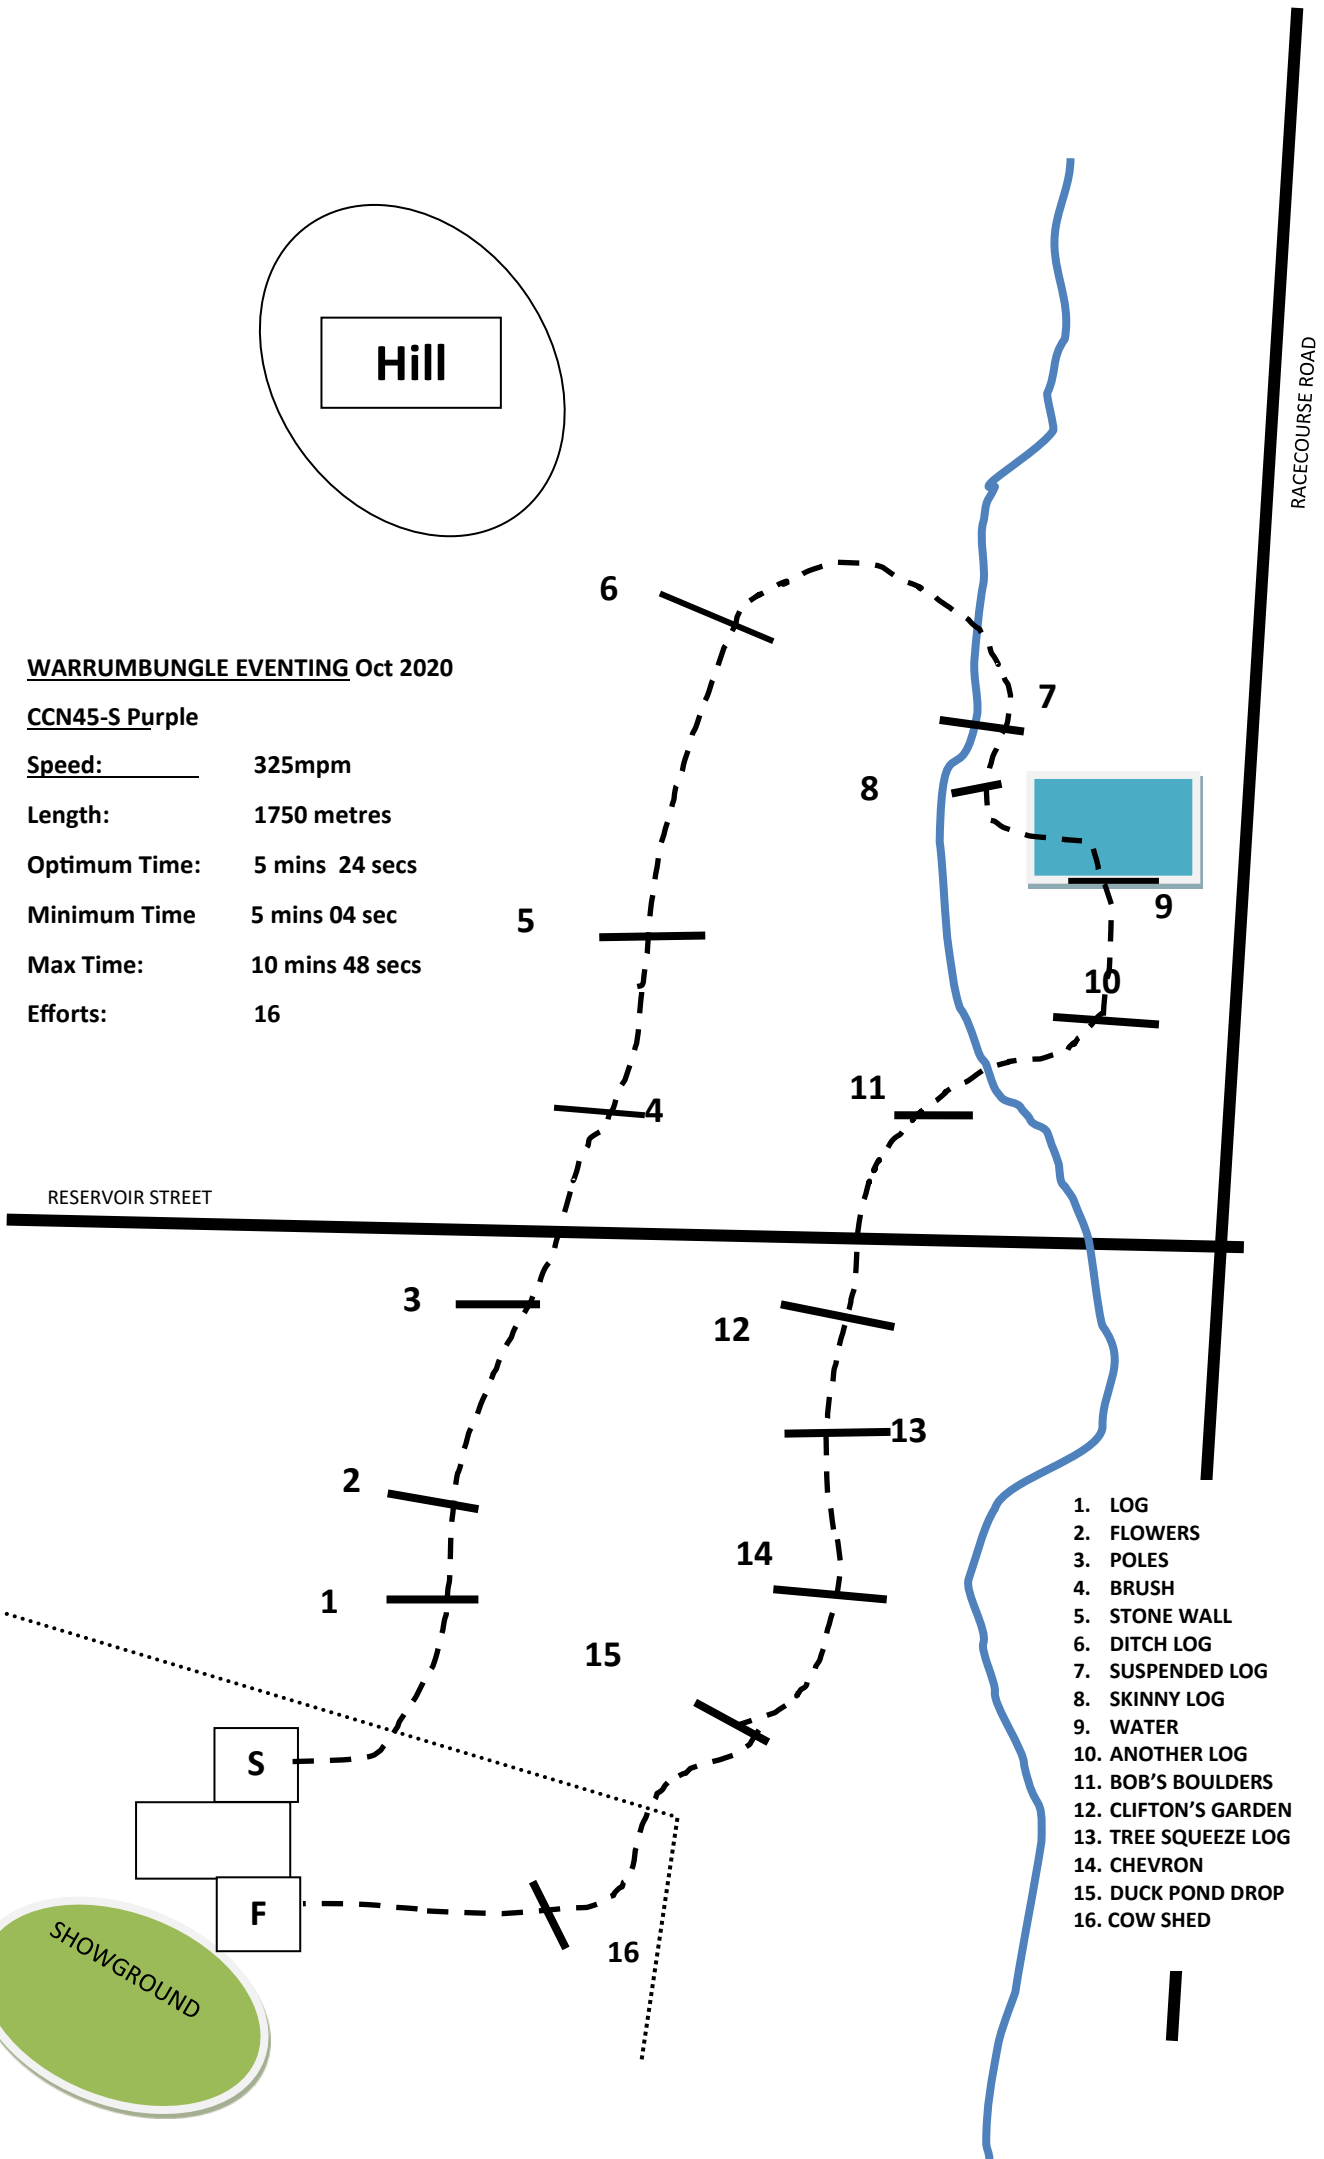 Hill
RACECOURSE ROAD
6
WARRUMBUNGLE EVENTING Oct 2020
CCN45-S Purple
Speed: 325mpm
Length: 1750 metres
Optimum Time: 5 mins 24 secs
Minimum Time 5 mins 04 sec
Max Time: 10 mins 48 secs
Efforts: 16
7
8
9
5
10
11
4
RESERVOIR STREET
3
12
13
2
14
1
15
S
F
16
SHOWGROUND
1. LOG
2. FLOWERS
3. POLES
4. BRUSH
5. STONE WALL
6. DITCH LOG
7. SUSPENDED LOG
8. SKINNY LOG
9. WATER
10. ANOTHER LOG
11. BOB'S BOULDERS
12. CLIFTON'S GARDEN
13. TREE SQUEEZE LOG
14. CHEVRON
15. DUCK POND DROP
16. COW SHED